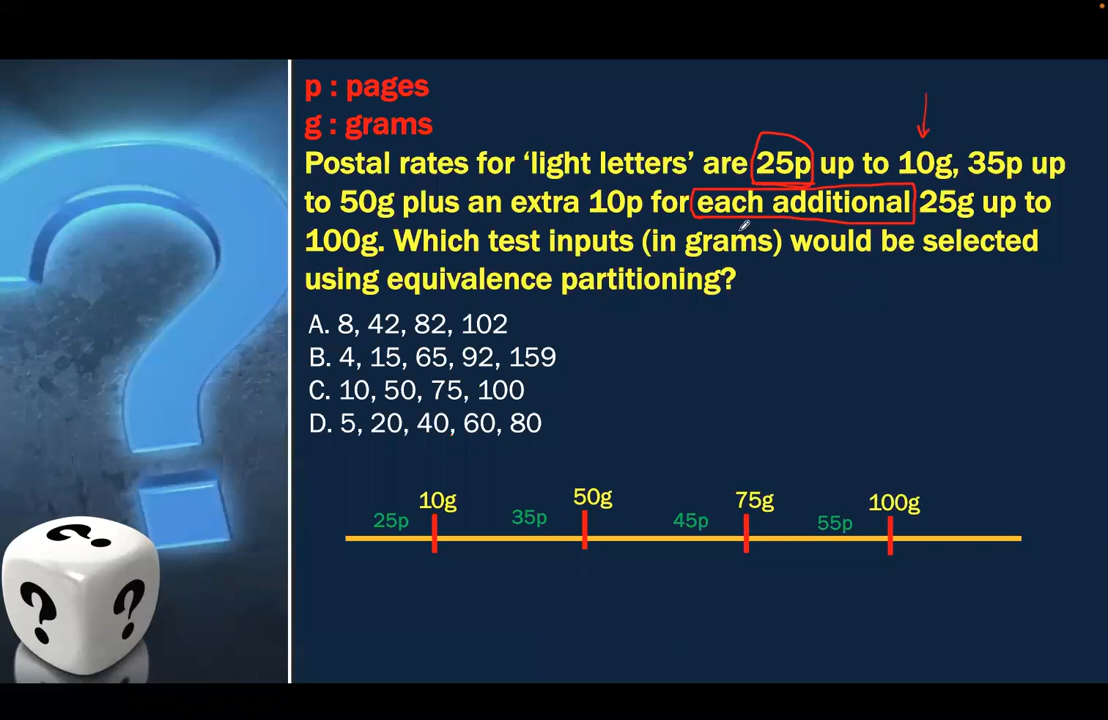 p : pages
g : grams
Postal rates for ‘light letters’ are 25p up to 10g, 35p up
to 50g plus an extra 10p for each additional 25g up to
100g. Which test inputs (in grams) would be selected
using equivalence partitioning?
A. 8, 42, 82, 102
B. 4, 15, 65, 92, 159
C. 10, 50, 75, 100
D. 5, 20, 40, 60, 80
10g 50g 75g 100g
25p 35p 45p 55p